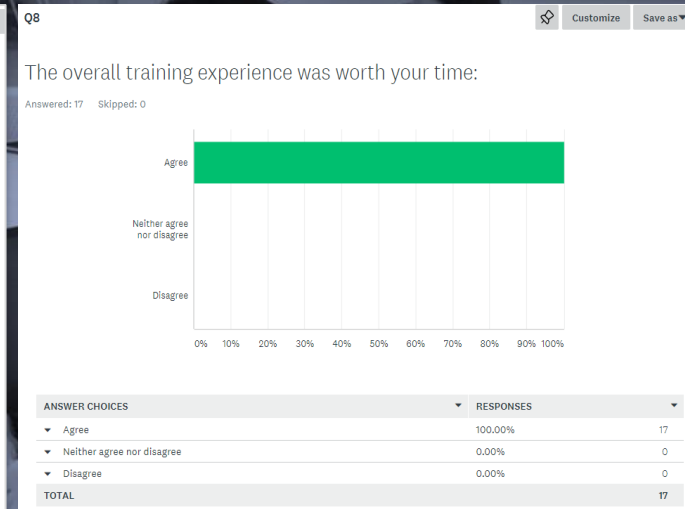 Q8
Customize
Save as
The overall training experience was worth your time:
Answered: 17 Skipped: 0
Agree
Neither agree
nor disagree
Disagree
0% 10% 20% 30% 40% 50% 60% 70% 80% 90% 100%
ANSWER CHOICES RESPONSES
Agree 100.00% 17
Neither agree nor disagree 0.00% 0
Disagree 0.00% 0
TOTAL 17